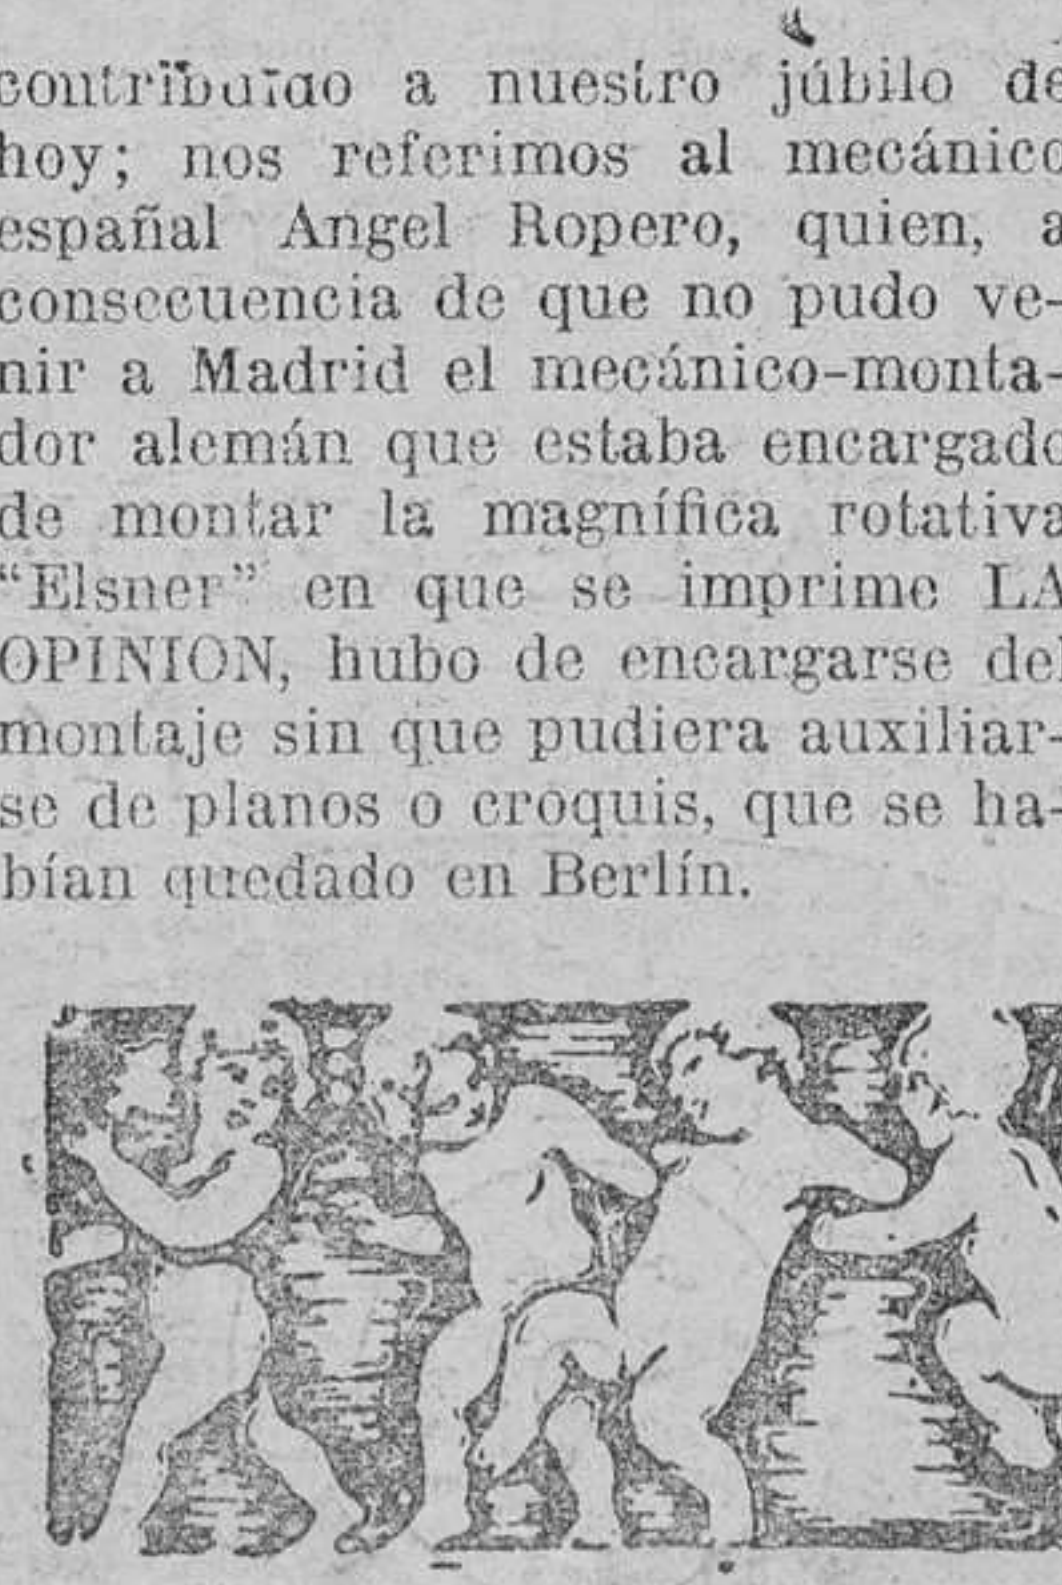 contribuído a nuestro júbilo de
hoy; nos referimos al mecánico
españal Angel Ropero, quien, a
consecuencia de que no pudo ve-
nir a Madrid el mecánico-monta-
dor alemán que estaba encargado
de montar la magnífica rotativa
“Elsner” en que se imprime LA
OPINION, hubo de encargarse del
montaje sin que pudiera auxiliar-
se de planos o croquis, que se ha-
bían quedado en Berlín.